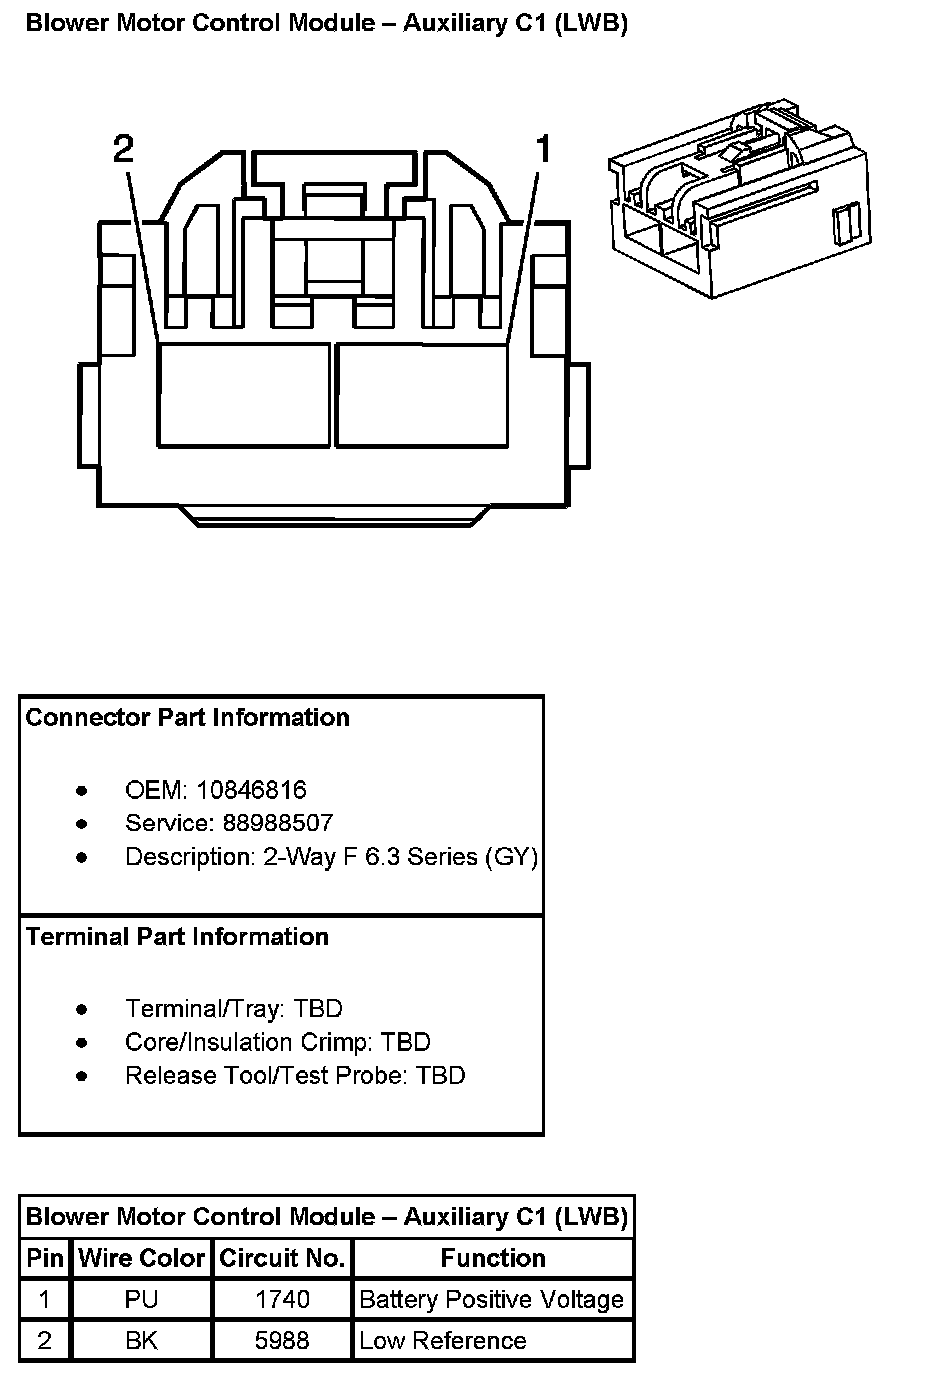 Blower Motor Control Module – Auxiliary C1 (LWB)
2
1
Connector Part Information
• OEM: 10846816
• Service: 88988507
• Description: 2-Way F 6.3 Series (GY)
Terminal Part Information
• Terminal/Tray: TBD
• Core/Insulation Crimp: TBD
• Release Tool/Test Probe: TBD
Blower Motor Control Module – Auxiliary C1 (LWB)
Pin Wire Color Circuit No. Function
1 PU 1740 Battery Positive Voltage
2 BK 5988 Low Reference